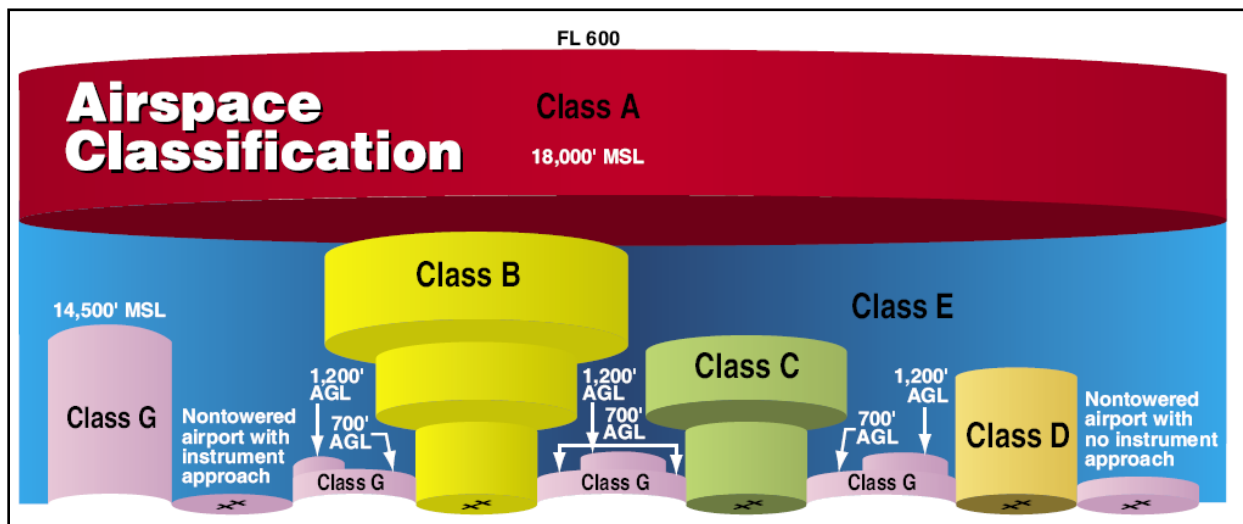 FL 600
Airspace
Classification
Class A
18,000' MSL
Class B
Class E
14,500' MSL
Class C
1,200'
AGL
1,200'
AGL
1,200'
AGL
Class G
Nontowered
airport with
instrument
approach
700'
AGL
700'
AGL
700'
AGL
Class D
Nontowered
airport with
no instrument
approach
Class G
Class G
Class G